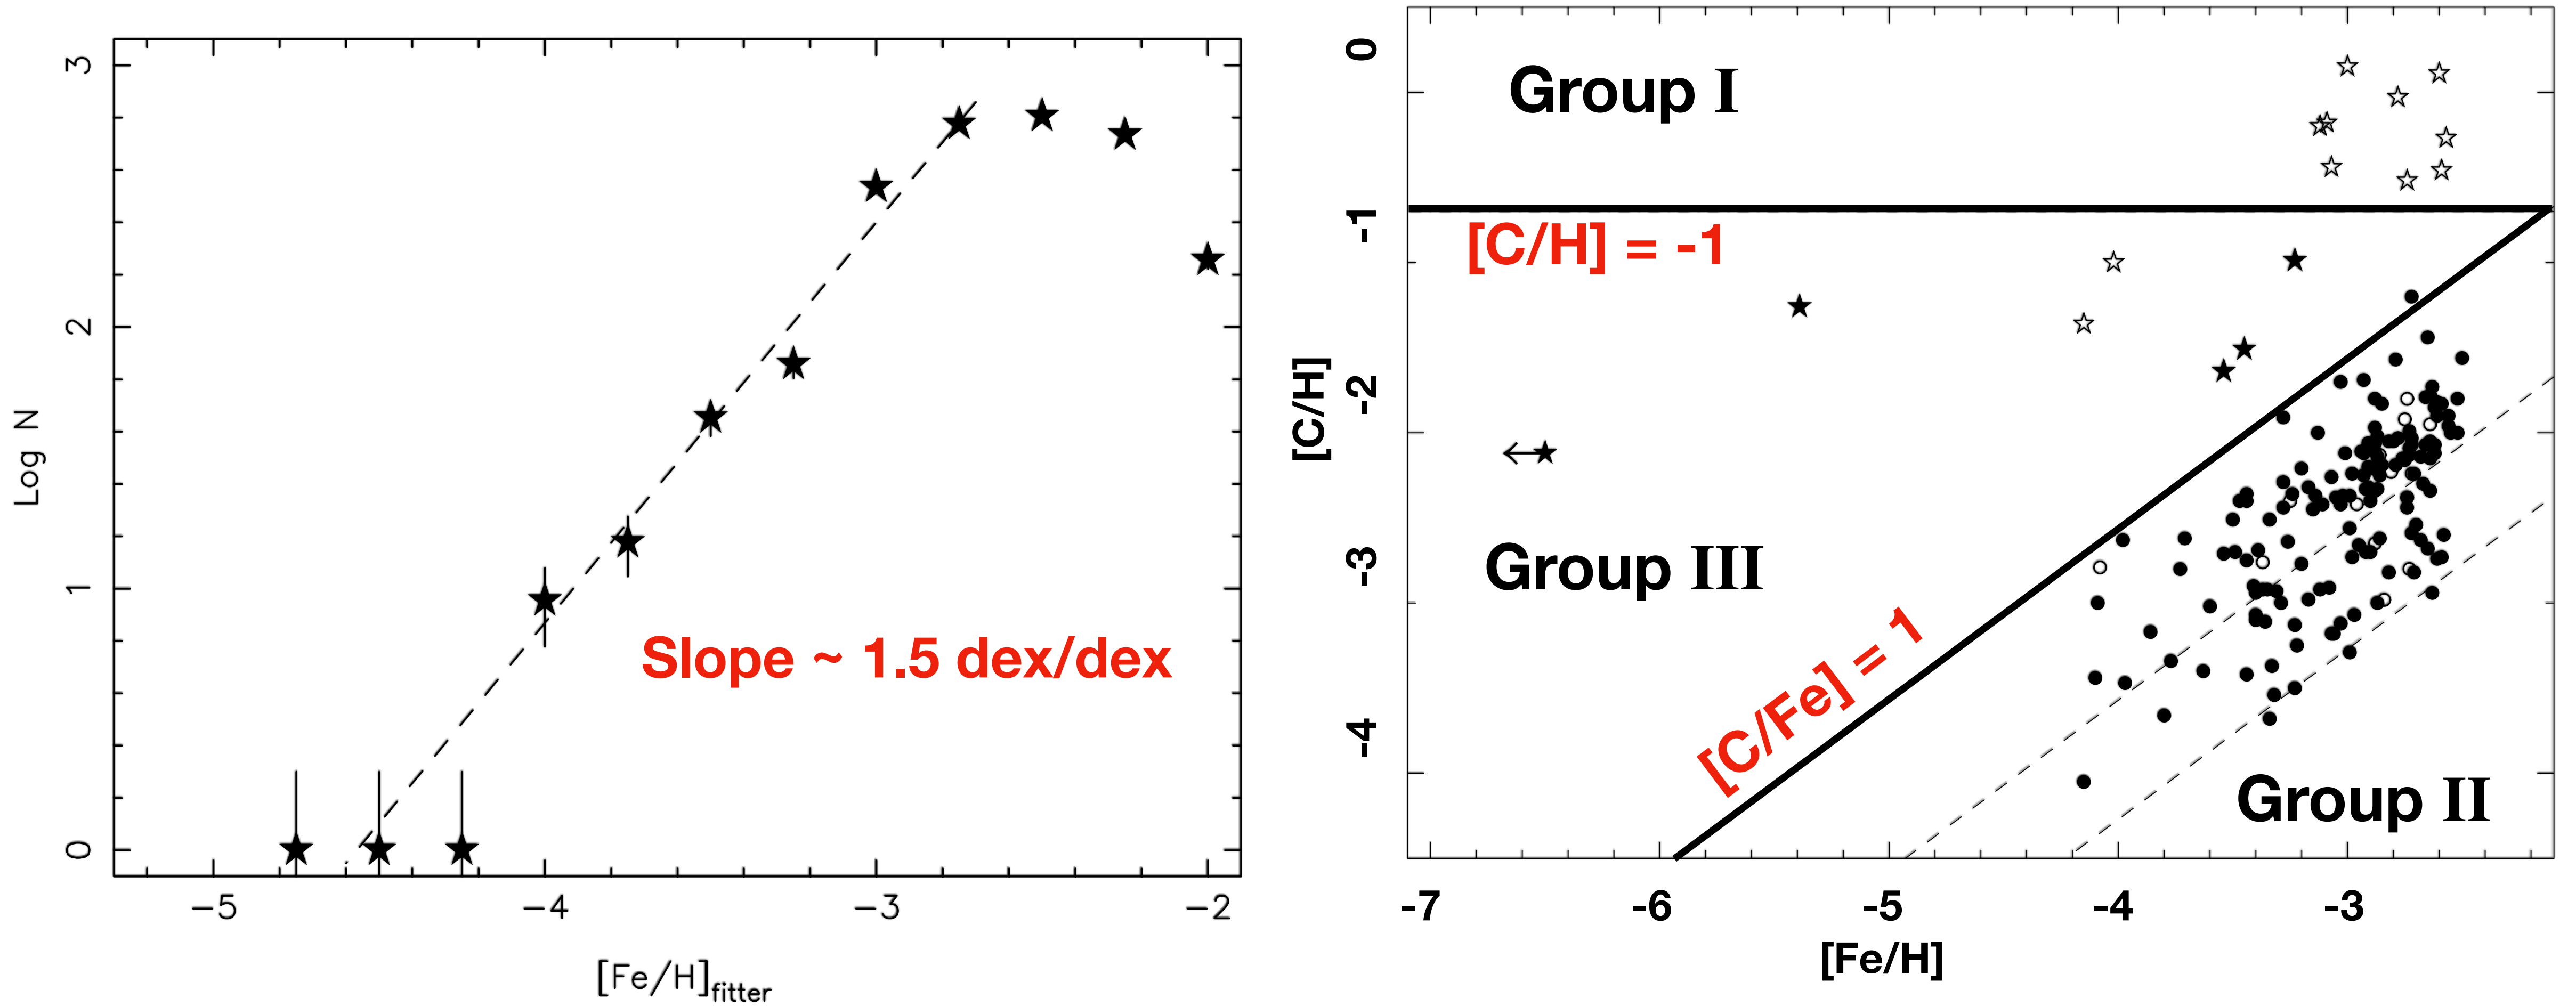 3
2
1
0
Log N
−5
−4
−3
−2
[Fe/H]fitter
Slope ~ 1.5 dex/dex
0
-1
-2
-3
-4
[C/H]
Group I
[C/H] = -1
Group III
[C/Fe] = 1
Group II
-7
-6
-5
-4
-3
[Fe/H]